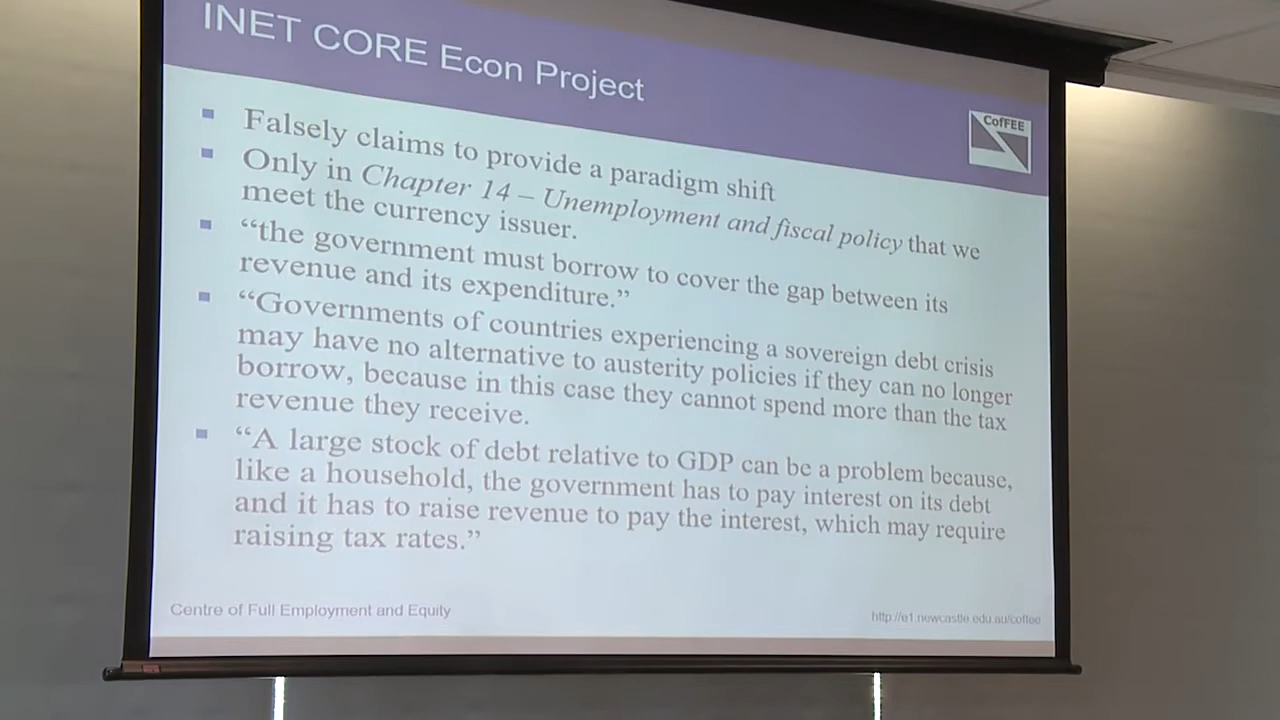 INET CORE Econ Project
CofFEE
Falsely claims to provide a paradigm shift
Only in Chapter 14 – Unemployment and fiscal policy that we
meet the currency issuer.
“the government must borrow to cover the gap between its
revenue and its expenditure.”
“Governments of countries experiencing a sovereign debt crisis
may have no alternative to austerity policies if they can no longer
borrow, because in this case they cannot spend more than the tax
revenue they receive.
“A large stock of debt relative to GDP can be a problem because,
like a household, the government has to pay interest on its debt
and it has to raise revenue to pay the interest, which may require
raising tax rates.”
Centre of Full Employment and Equity
http://e1.newcastle.edu.au/coffee